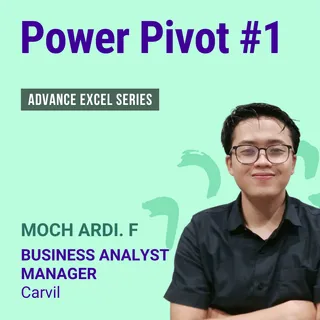 Power Pivot #1
ADVANCE EXCEL SERIES
MOCH ARDI. F
BUSINESS ANALYST
MANAGER
Carvil